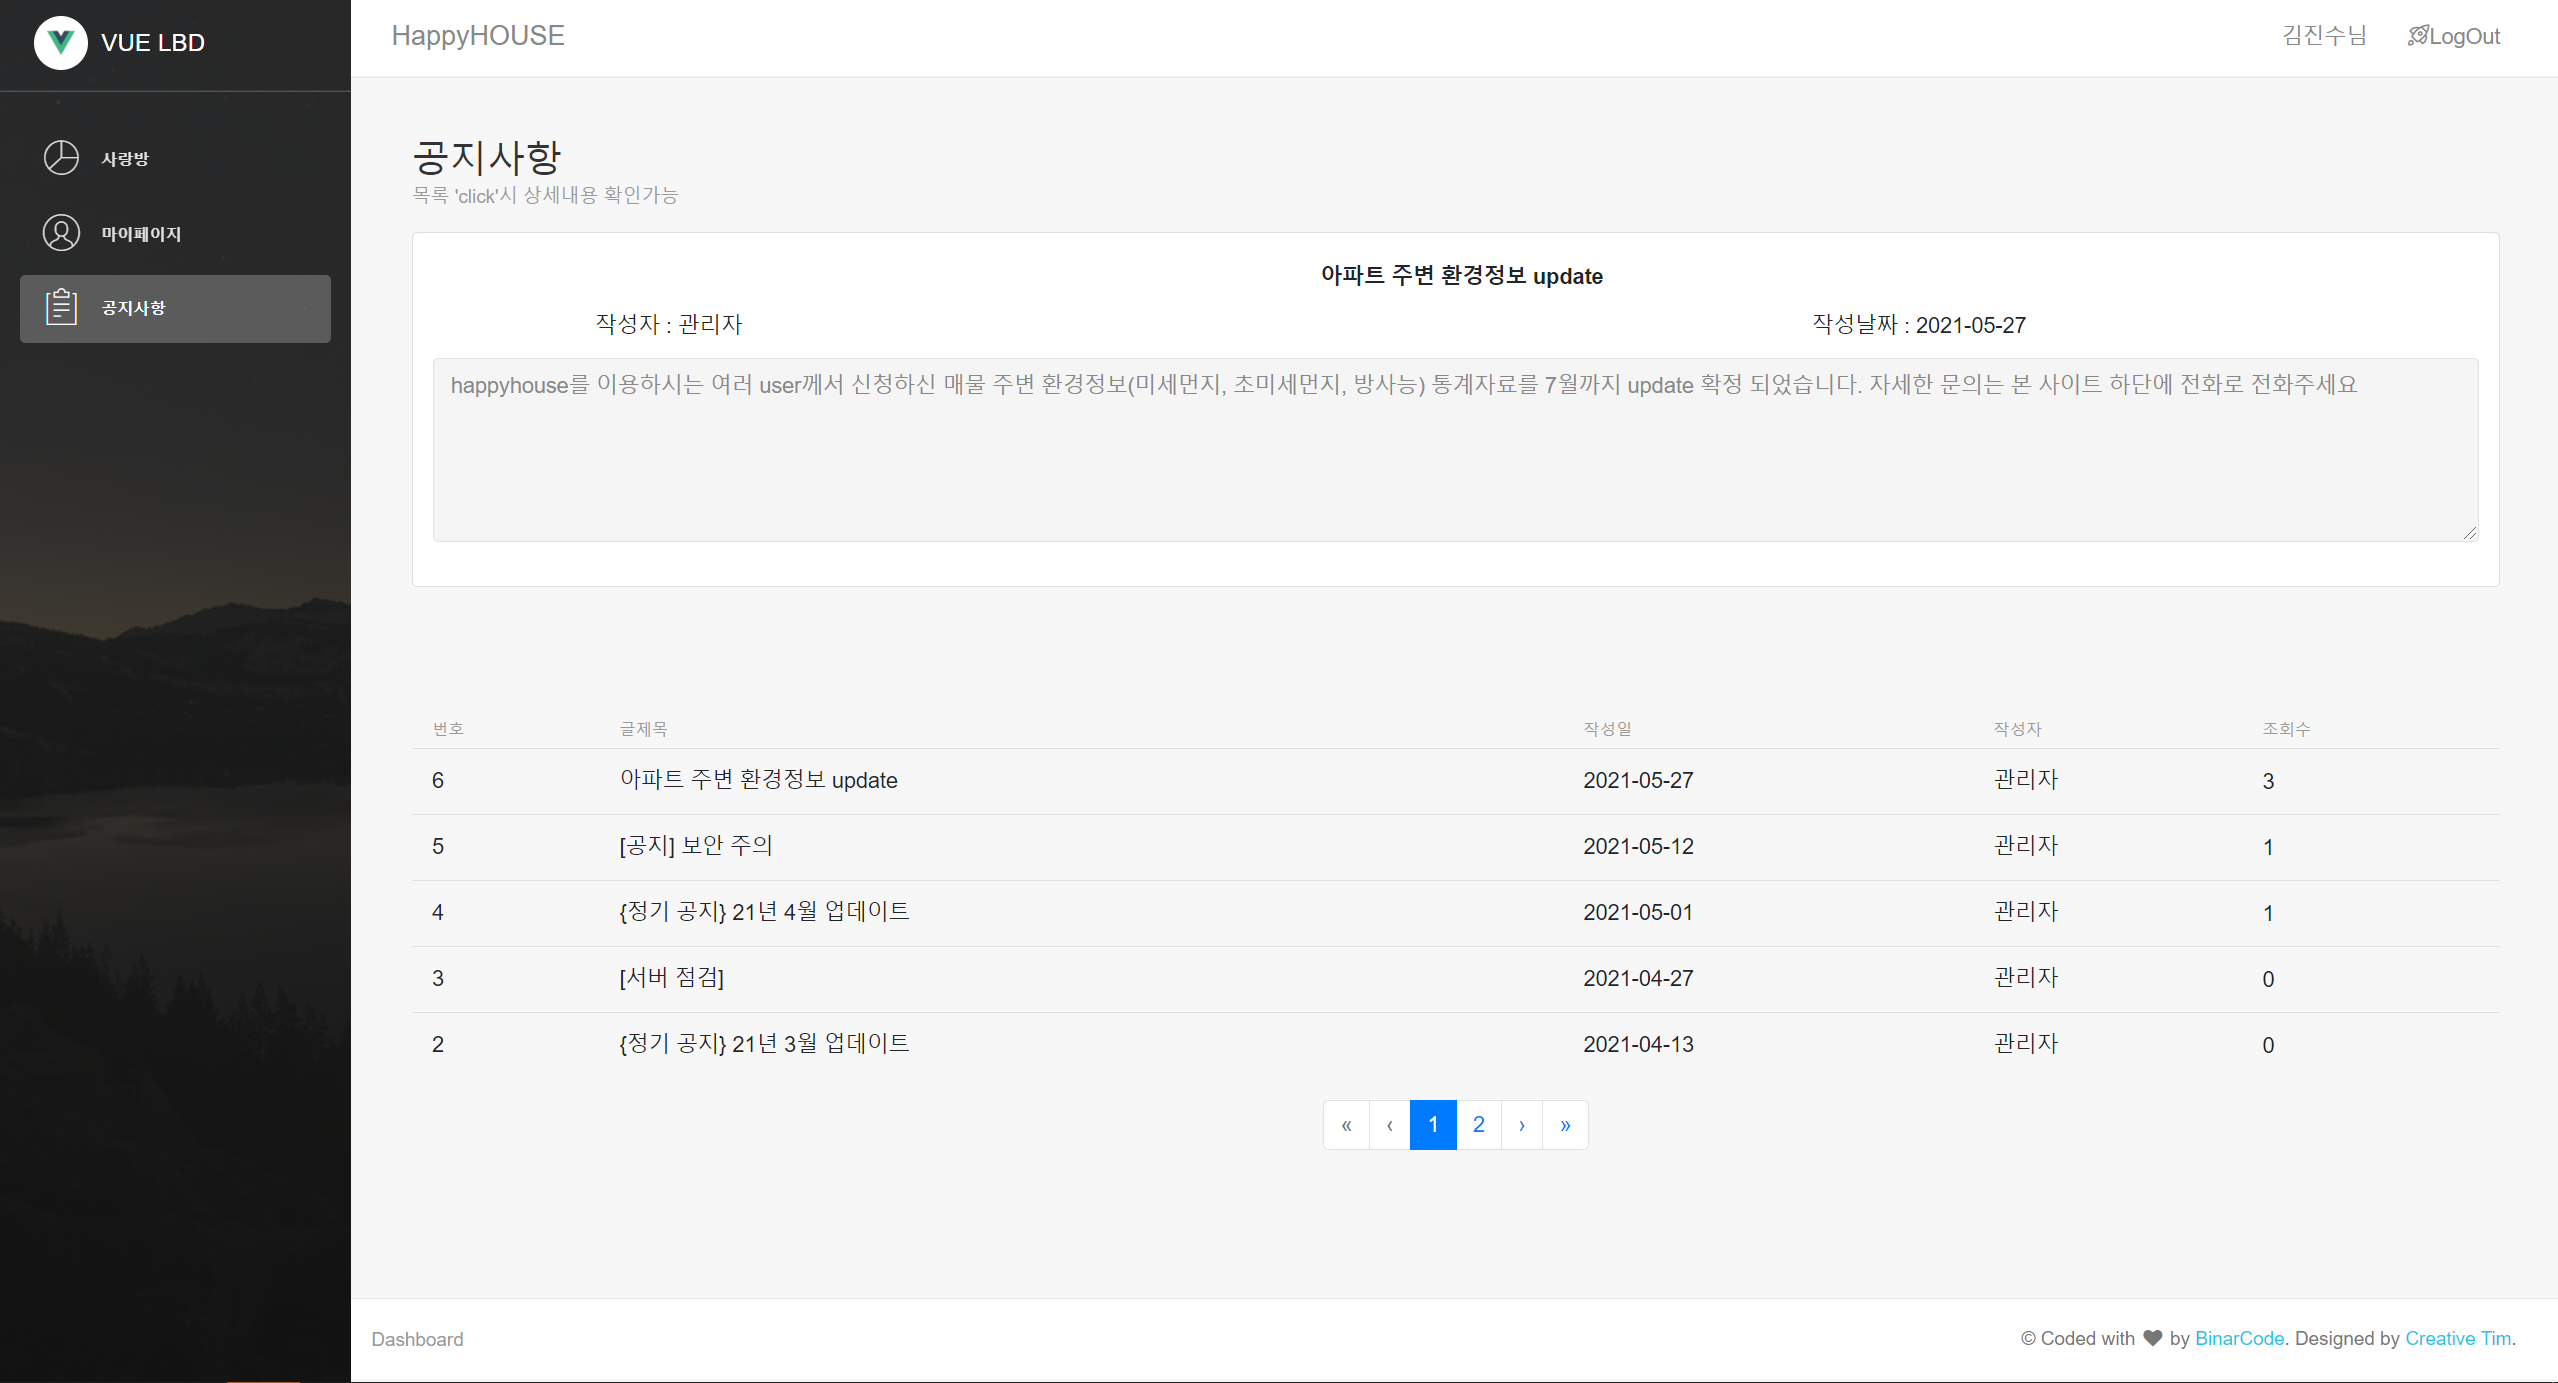 VUE LBD
사랑방
마이페이지
공지사항
HappyHOUSE
김진수님
LogOut
공지사항
목록 'click'시 상세내용 확인가능
아파트 주변 환경정보 update
작성자 : 관리자
작성날짜 : 2021-05-27
happyhouse를 이용하시는 여러 user께서 신청하신 매물 주변 환경정보(미세먼지, 초미세먼지, 방사능) 통계자료를 7월까지 update 확정 되었습니다. 자세한 문의는 본 사이트 하단에 전화로 전화주세요
번호 글제목 작성일 작성자 조회수
6 아파트 주변 환경정보 update 2021-05-27 관리자 3
5 [공지] 보안 주의 2021-05-12 관리자 1
4 {정기 공지} 21년 4월 업데이트 2021-05-01 관리자 1
3 [서버 점검] 2021-04-27 관리자 0
2 {정기 공지} 21년 3월 업데이트 2021-04-13 관리자 0
« ‹ 1 2 › »
Dashboard
© Coded with ♥ by BinarCode. Designed by Creative Tim.